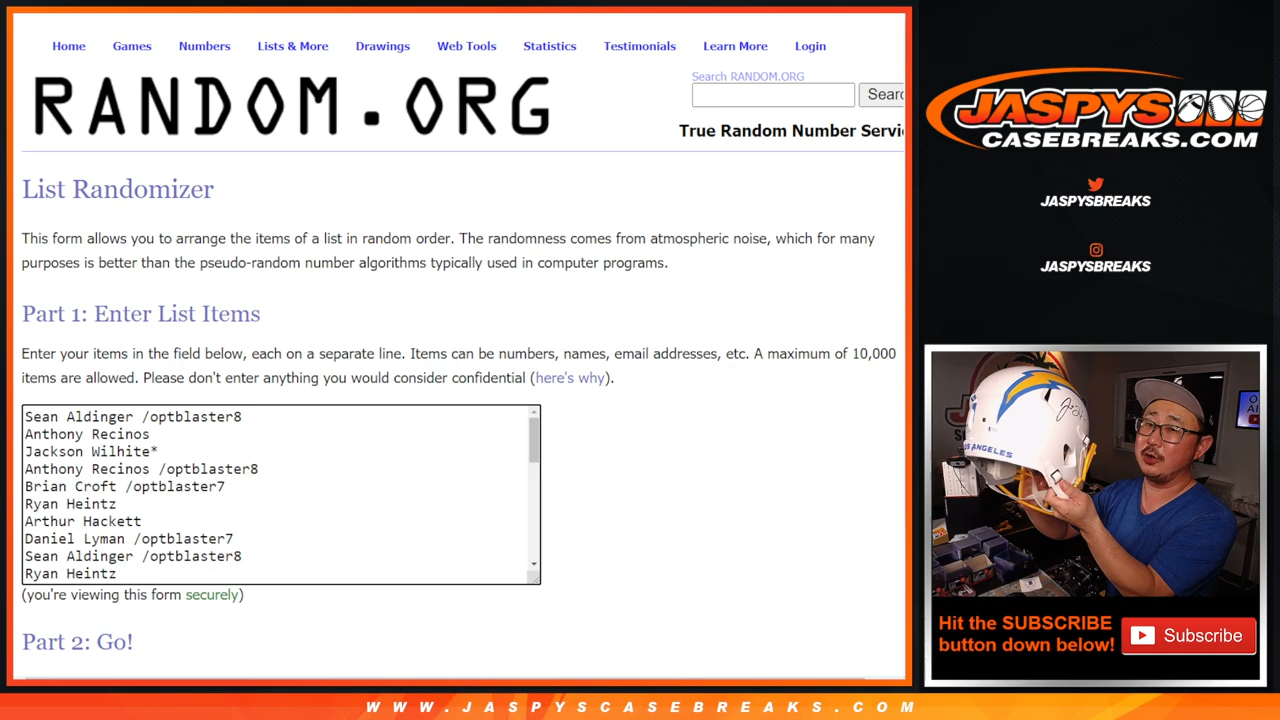 Home Games Numbers Lists & More Drawings Web Tools Statistics Testimonials Learn More Login
RANDOM.ORG
Search RANDOM.ORG
True Random Number
List Randomizer
This form allows you to arrange the items of a list in random order. The randomness comes from atmospheric noise, which for many
purposes is better than the pseudo-random number algorithms typically used in computer programs.
Part 1: Enter List Items
Enter your items in the field below, each on a separate line. Items can be numbers, names, email addresses, etc. A maximum of 10,000
items are allowed. Please don't enter anything you would consider confidential (here's why).
Sean Aldinger /optblaster8
Anthony Recinos
Jackson Wilhite*
Anthony Recinos /optblaster8
Brian Croft /optblaster7
Ryan Heintz
Arthur Hackett
Daniel Lyman /optblaster7
Sean Aldinger /optblaster8
Ryan Heintz
(you're viewing this form securely)
Part 2: Go!
JASPYS
CASEBREAKS.COM
JASPYSBREAKS
JASPYSBREAKS
Hit the SUBSCRIBE
button down below!
Subscribe
WWW.JASPYSCASEBREAKS.COM